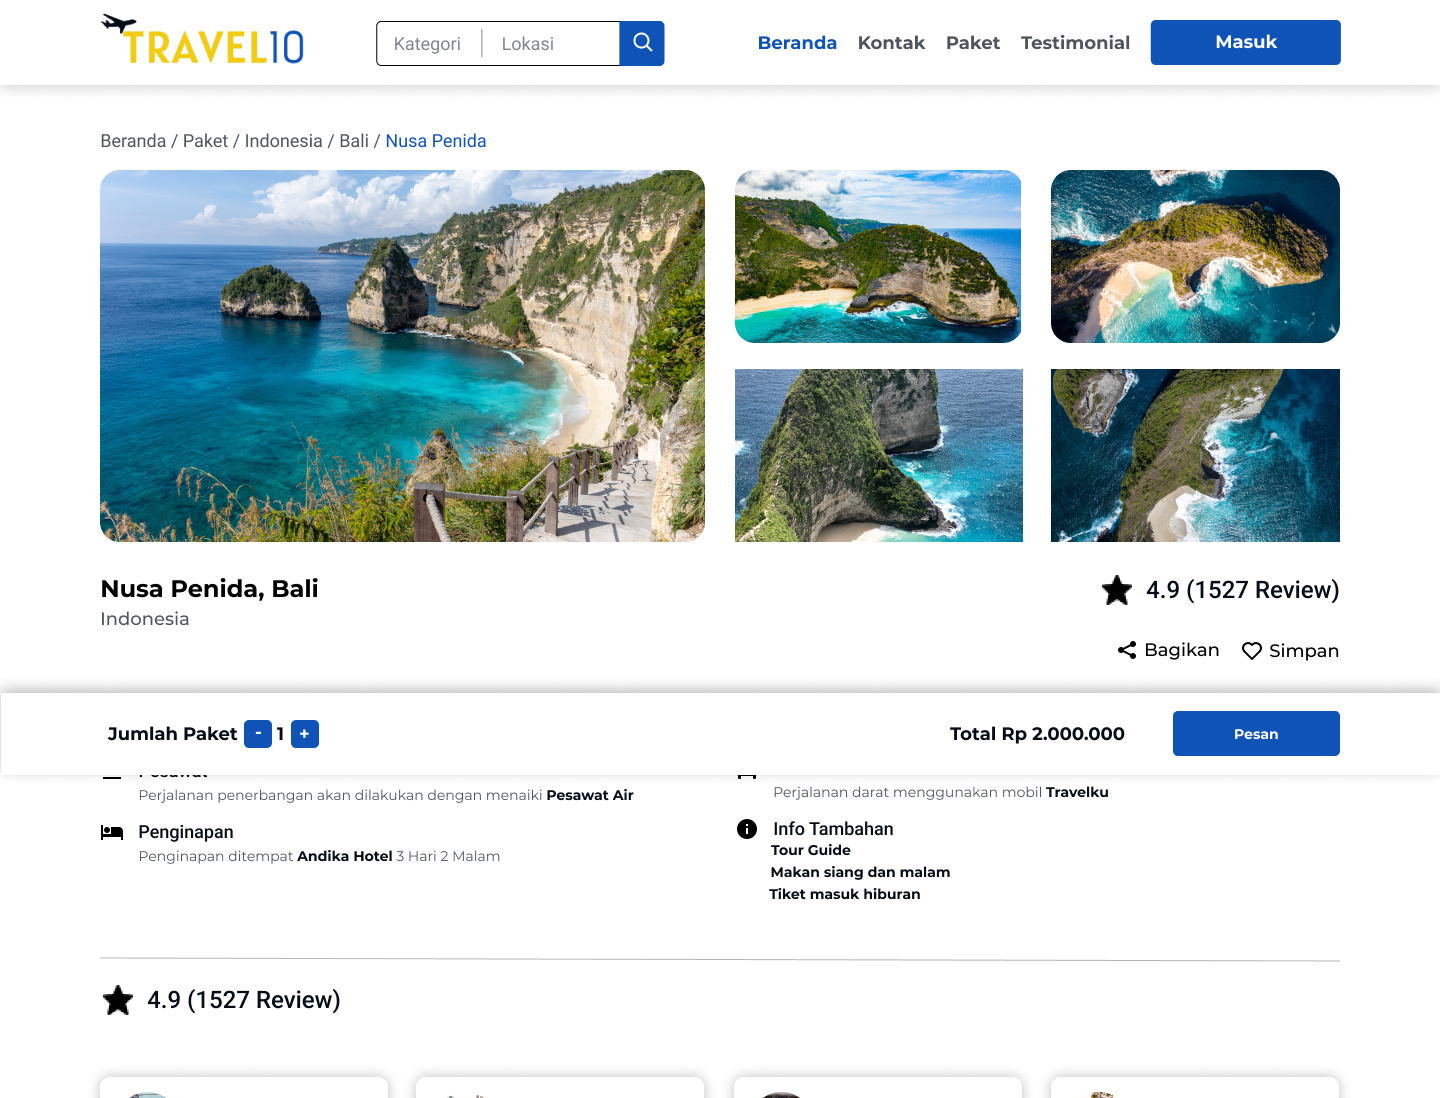 TRAVEL10
Kategori
Lokasi
Beranda
Kontak
Paket
Testimonial
Masuk
Beranda / Paket / Indonesia / Bali / Nusa Penida
Nusa Penida, Bali
Indonesia
4.9 (1527 Review)
Bagikan
Simpan
Jumlah Paket - 1 +
Total Rp 2.000.000
Pesan
Perjalanan penerbangan akan dilakukan dengan menaiki Pesawat Air
Penginapan
Penginapan ditempat Andika Hotel 3 Hari 2 Malam
Perjalanan darat menggunakan mobil Travelku
Info Tambahan
Tour Guide
Makan siang dan malam
Tiket masuk hiburan
4.9 (1527 Review)